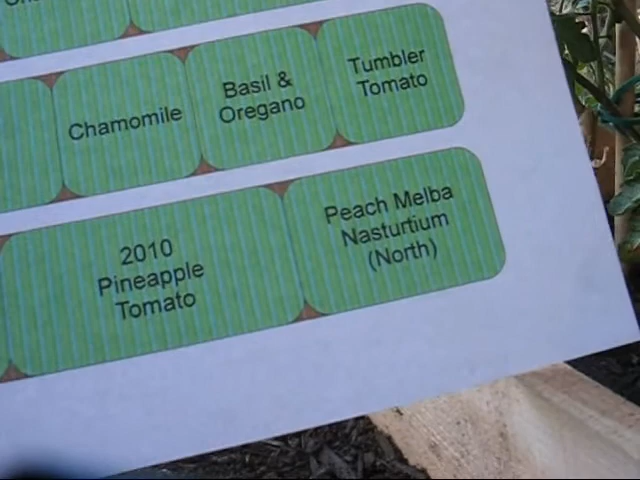 Chamomile
Basil &
Oregano
Tumbler
Tomato
2010
Pineapple
Tomato
Peach Melba
Nasturtium
(North)